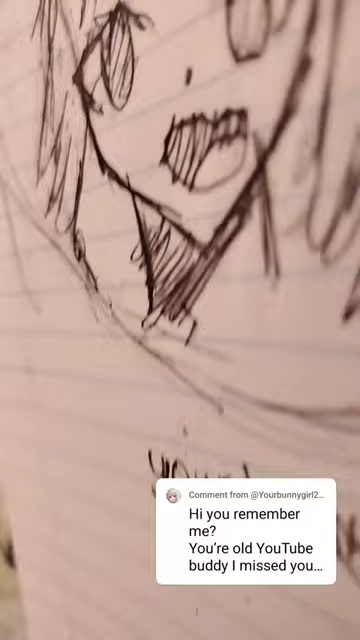 Comment from @Yourbunnygirl2...
Hi you remember
me?
You're old YouTube
buddy I missed you...